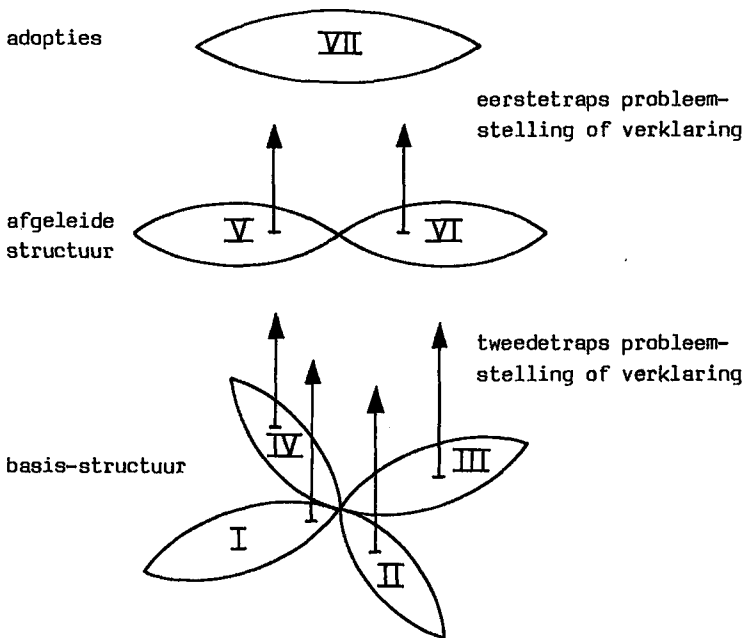 adopties
VII
eerstetraps probleem-
stelling of verklaring
afgeleide
structuur
V
VI
tweedetraps probleem-
stelling of verklaring
IV
III
basis-structuur
I
II